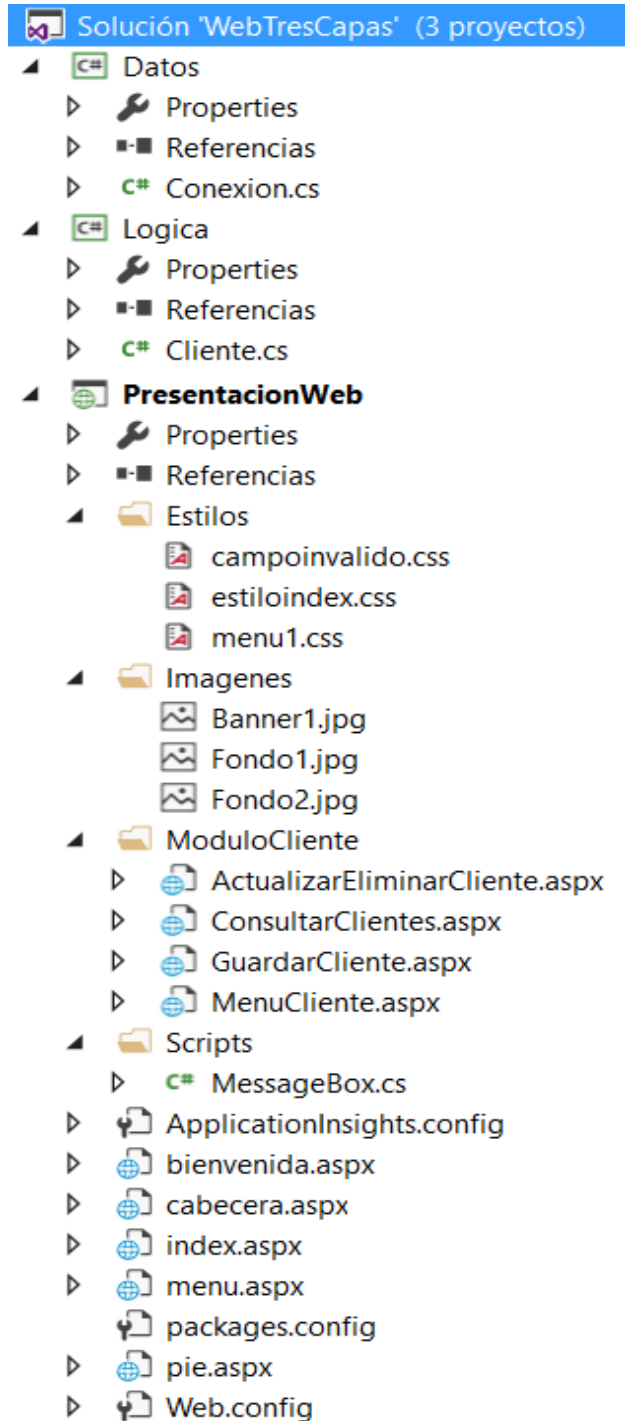 Solución 'WebTresCapas' (3 proyectos)
C# Datos
Properties
Referencias
C# Conexion.cs
C# Logica
Properties
Referencias
C# Cliente.cs
PresentacionWeb
Properties
Referencias
Estilos
campoinvalido.css
estiloindex.css
menu1.css
Imagenes
Banner1.jpg
Fondo1.jpg
Fondo2.jpg
ModuloCliente
ActualizarEliminarCliente.aspx
ConsultarClientes.aspx
GuardarCliente.aspx
MenuCliente.aspx
Scripts
C# MessageBox.cs
ApplicationInsights.config
bienvenida.aspx
cabecera.aspx
index.aspx
menu.aspx
packages.config
pie.aspx
Web.config